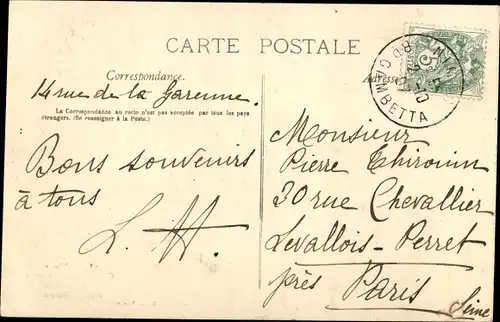 CARTE POSTALE
Correspondance.
14 rue de la Garenne.
La Correspondance au recto n'est pas acceptée par tous les pays
étrangers. (Se renseigner à la Poste.)
Bons souvenirs
à tous
L. H.
Adresse
5
BD GAMBETTA
Monsieur
Pierre Thirouin
30 rue Chevallier
Levallois-Perret
près Paris
Seine